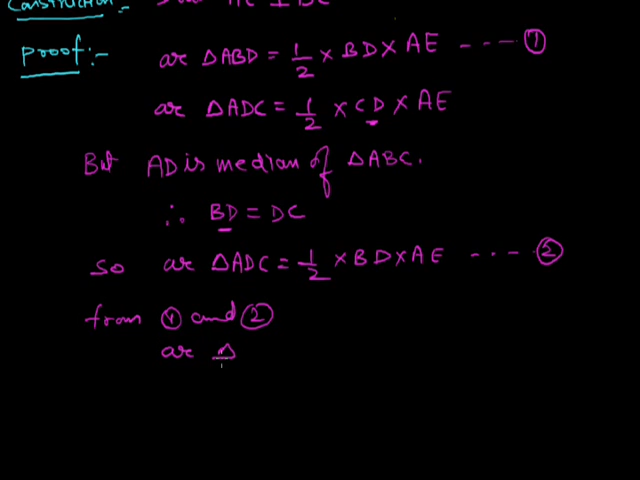 Construction:-
Proof:- ar ΔABD = 1/2 × BD × AE ---- ①
ar ΔADC = 1/2 × CD × AE
But AD is median of ΔABC.
∴ BD = DC
So ar ΔADC = 1/2 × BD × AE ---- ②
from ① and ②
ar Δ